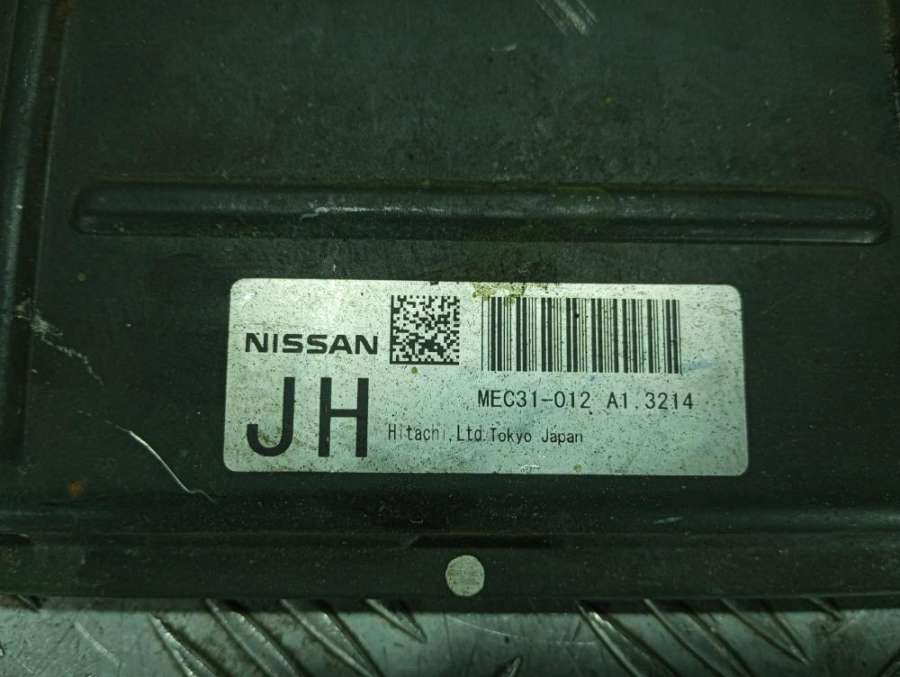 NISSAN
JH
MEC31-012 A1.3214
Hitachi,Ltd.Tokyo Japan